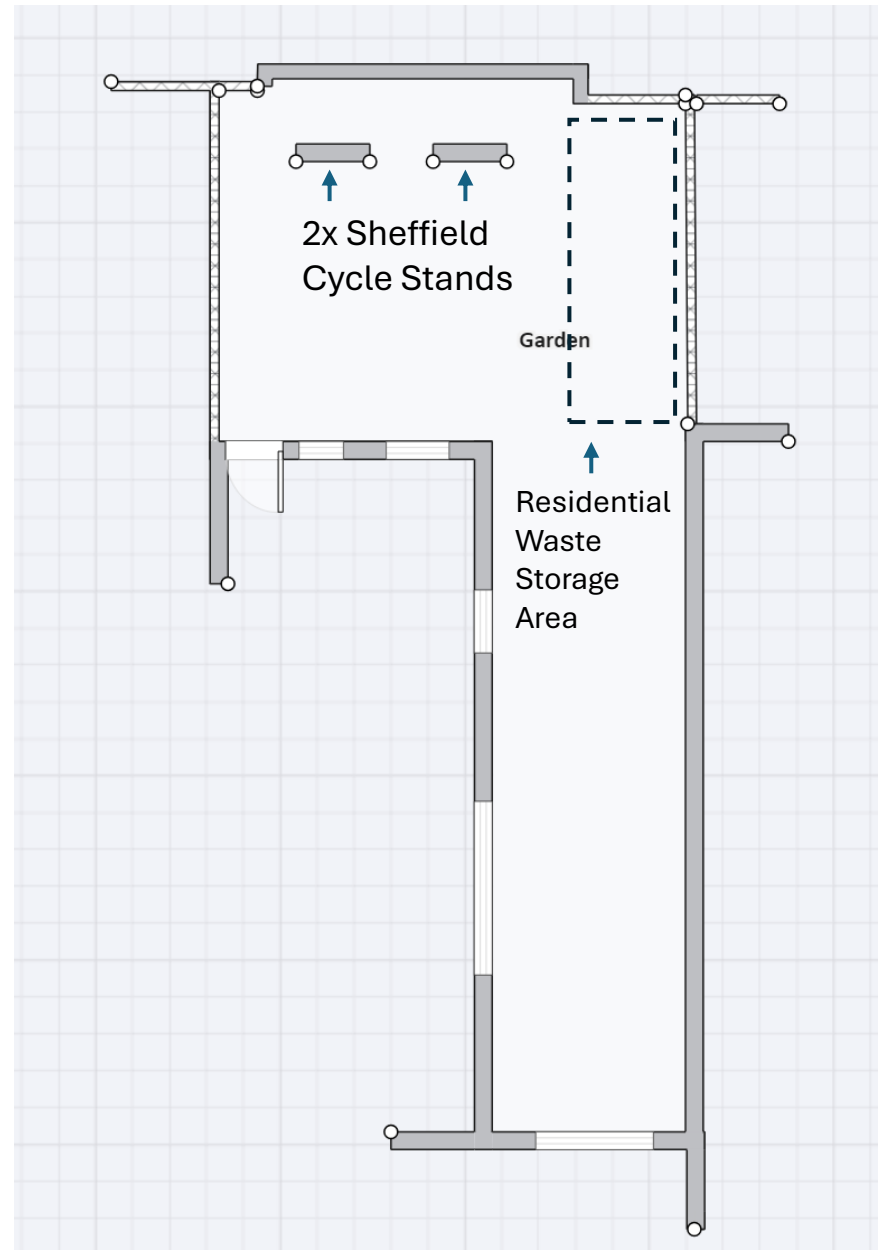 2x Sheffield
Cycle Stands
Garden
Residential
Waste
Storage
Area